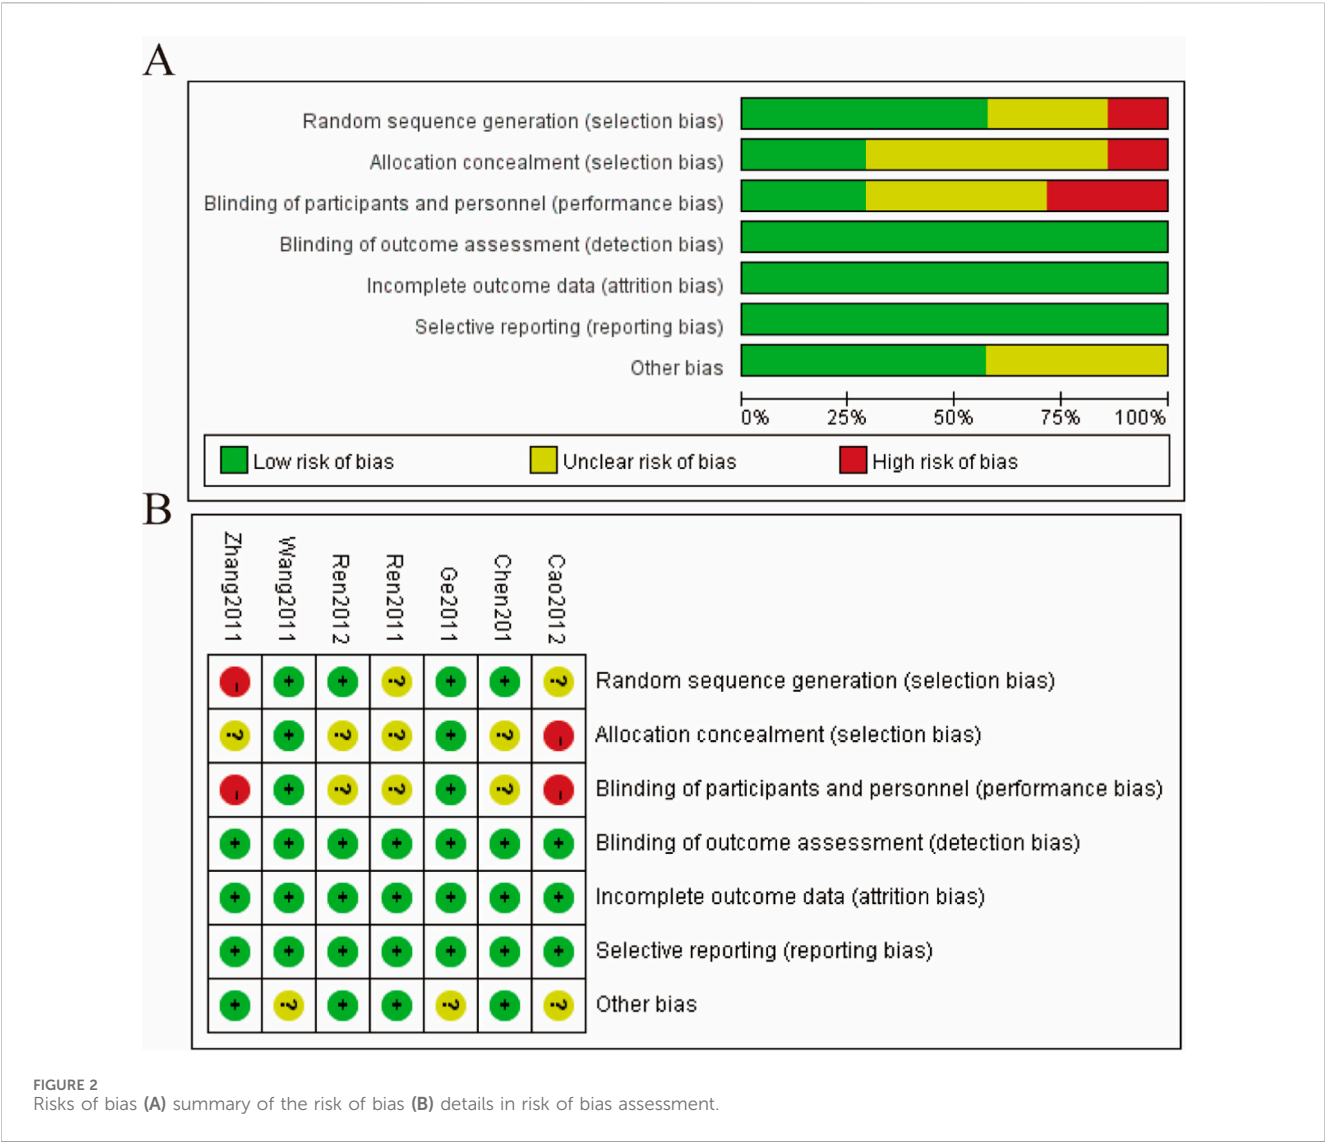 A
Random sequence generation (selection bias)
Allocation concealment (selection bias)
Blinding of participants and personnel (performance bias)
Blinding of outcome assessment (detection bias)
Incomplete outcome data (attrition bias)
Selective reporting (reporting bias)
Other bias
0% 25% 50% 75% 100%
Low risk of bias Unclear risk of bias High risk of bias
B
Zhang2011 Wang2011 Ren2012 Ren2011 Ge2011 Chen201 Cao2012
- + + ? + + ? Random sequence generation (selection bias)
? + ? ? + ? - Allocation concealment (selection bias)
- + ? ? + ? - Blinding of participants and personnel (performance bias)
+ + + + + + + Blinding of outcome assessment (detection bias)
+ + + + + + + Incomplete outcome data (attrition bias)
+ + + + + + + Selective reporting (reporting bias)
+ ? + + ? + ? Other bias
FIGURE 2
Risks of bias (A) summary of the risk of bias (B) details in risk of bias assessment.